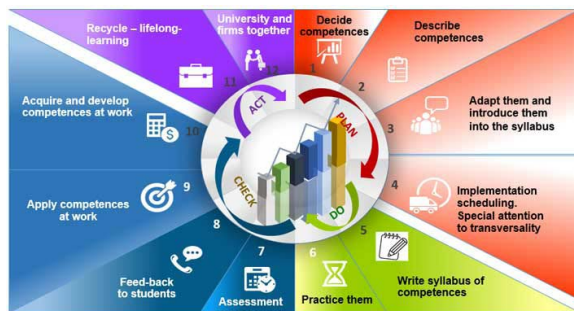 Recycle – lifelong-
learning
University and
firms together
Decide
competences
Describe
competences
11
12
1
2
Acquire and develop
competences at work
10
ACT
PLAN
3
Adapt them and
introduce them
into the syllabus
Apply competences
at work
9
CHECK
DO
4
Implementation
scheduling.
Special attention
to transversality
8
7
6
5
Feed-back
to students
Assessment
Practice them
Write syllabus of
competences